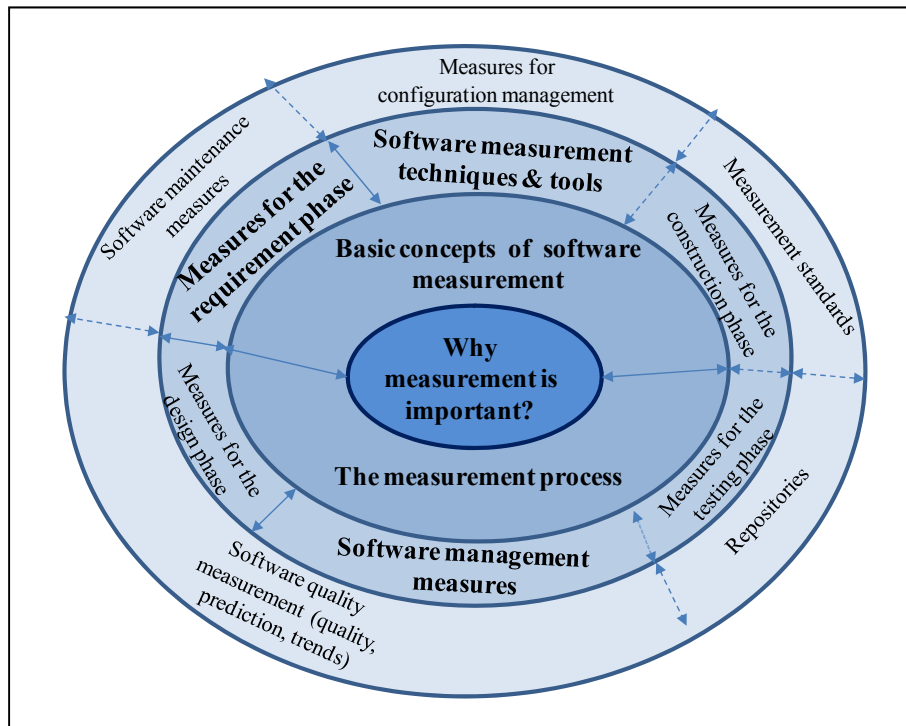 Measures for
configuration management
Software measurement
techniques & tools
Software maintenance
measures
Measures for the
requirement phase
Measures for the
construction phase
Measurement standards
Basic concepts of software
measurement
Why
measurement is
important?
The measurement process
Measures for the
design phase
Measures for the
testing phase
Repositories
Software management
measures
Software quality
measurement (quality,
prediction, trends)